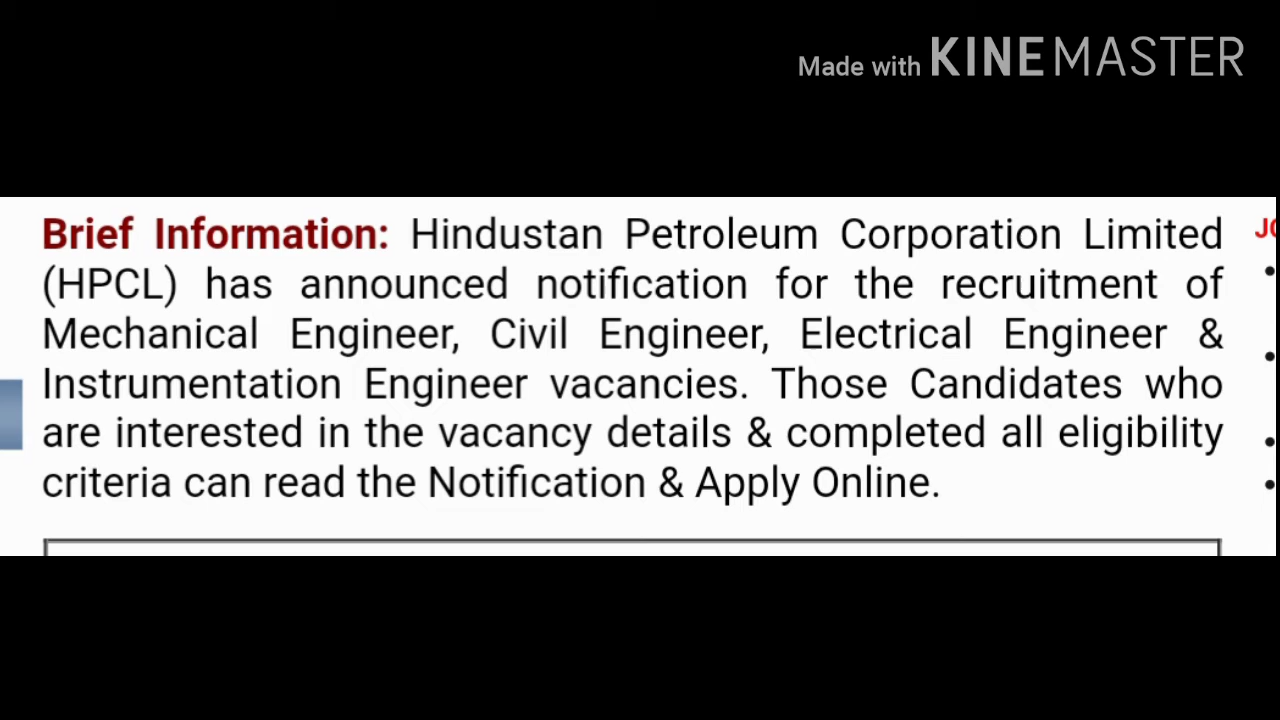 Made with KINEMASTER
Brief Information: Hindustan Petroleum Corporation Limited
(HPCL) has announced notification for the recruitment of
Mechanical Engineer, Civil Engineer, Electrical Engineer &
Instrumentation Engineer vacancies. Those Candidates who
are interested in the vacancy details & completed all eligibility
criteria can read the Notification & Apply Online.